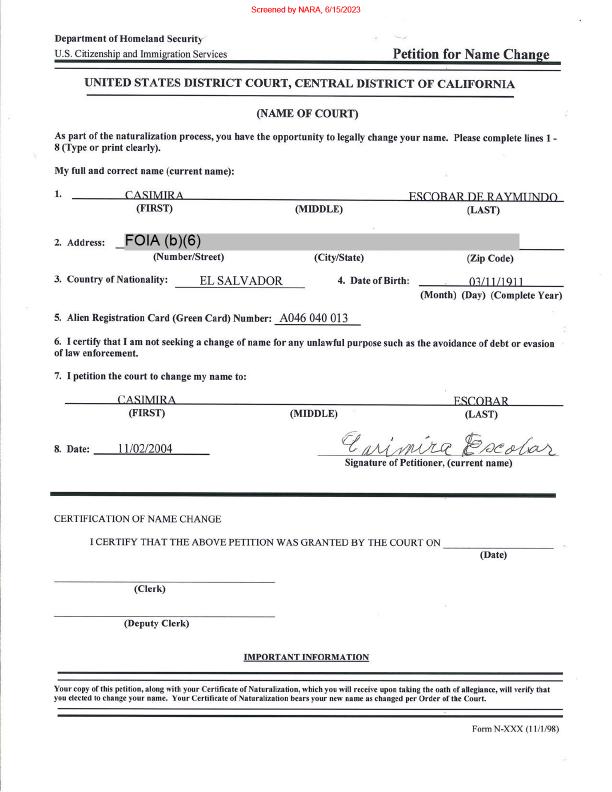 Screened by NARA, 6/15/2023
Department of Homeland Security
U.S. Citizenship and Immigration Services Petition for Name Change
UNITED STATES DISTRICT COURT, CENTRAL DISTRICT OF CALIFORNIA
(NAME OF COURT)
As part of the naturalization process, you have the opportunity to legally change your name. Please complete lines 1 -
8 (Type or print clearly).
My full and correct name (current name):
1. CASIMIRA ESCOBAR DE RAYMUNDO
(FIRST) (MIDDLE) (LAST)
2. Address: FOIA (b)(6)
(Number/Street) (City/State) (Zip Code)
3. Country of Nationality: EL SALVADOR 4. Date of Birth: 03/11/1911
(Month) (Day) (Complete Year)
5. Alien Registration Card (Green Card) Number: A046 040 013
6. I certify that I am not seeking a change of name for any unlawful purpose such as the avoidance of debt or evasion
of law enforcement.
7. I petition the court to change my name to:
CASIMIRA ESCOBAR
(FIRST) (MIDDLE) (LAST)
8. Date: 11/02/2004 Carimira Escobar
Signature of Petitioner, (current name)
CERTIFICATION OF NAME CHANGE
I CERTIFY THAT THE ABOVE PETITION WAS GRANTED BY THE COURT ON
(Date)
(Clerk)
(Deputy Clerk)
IMPORTANT INFORMATION
Your copy of this petition, along with your Certificate of Naturalization, which you will receive upon taking the oath of allegiance, will verify that
you elected to change your name. Your Certificate of Naturalization bears your new name as changed per Order of the Court.
Form N-XXX (11/1/98)